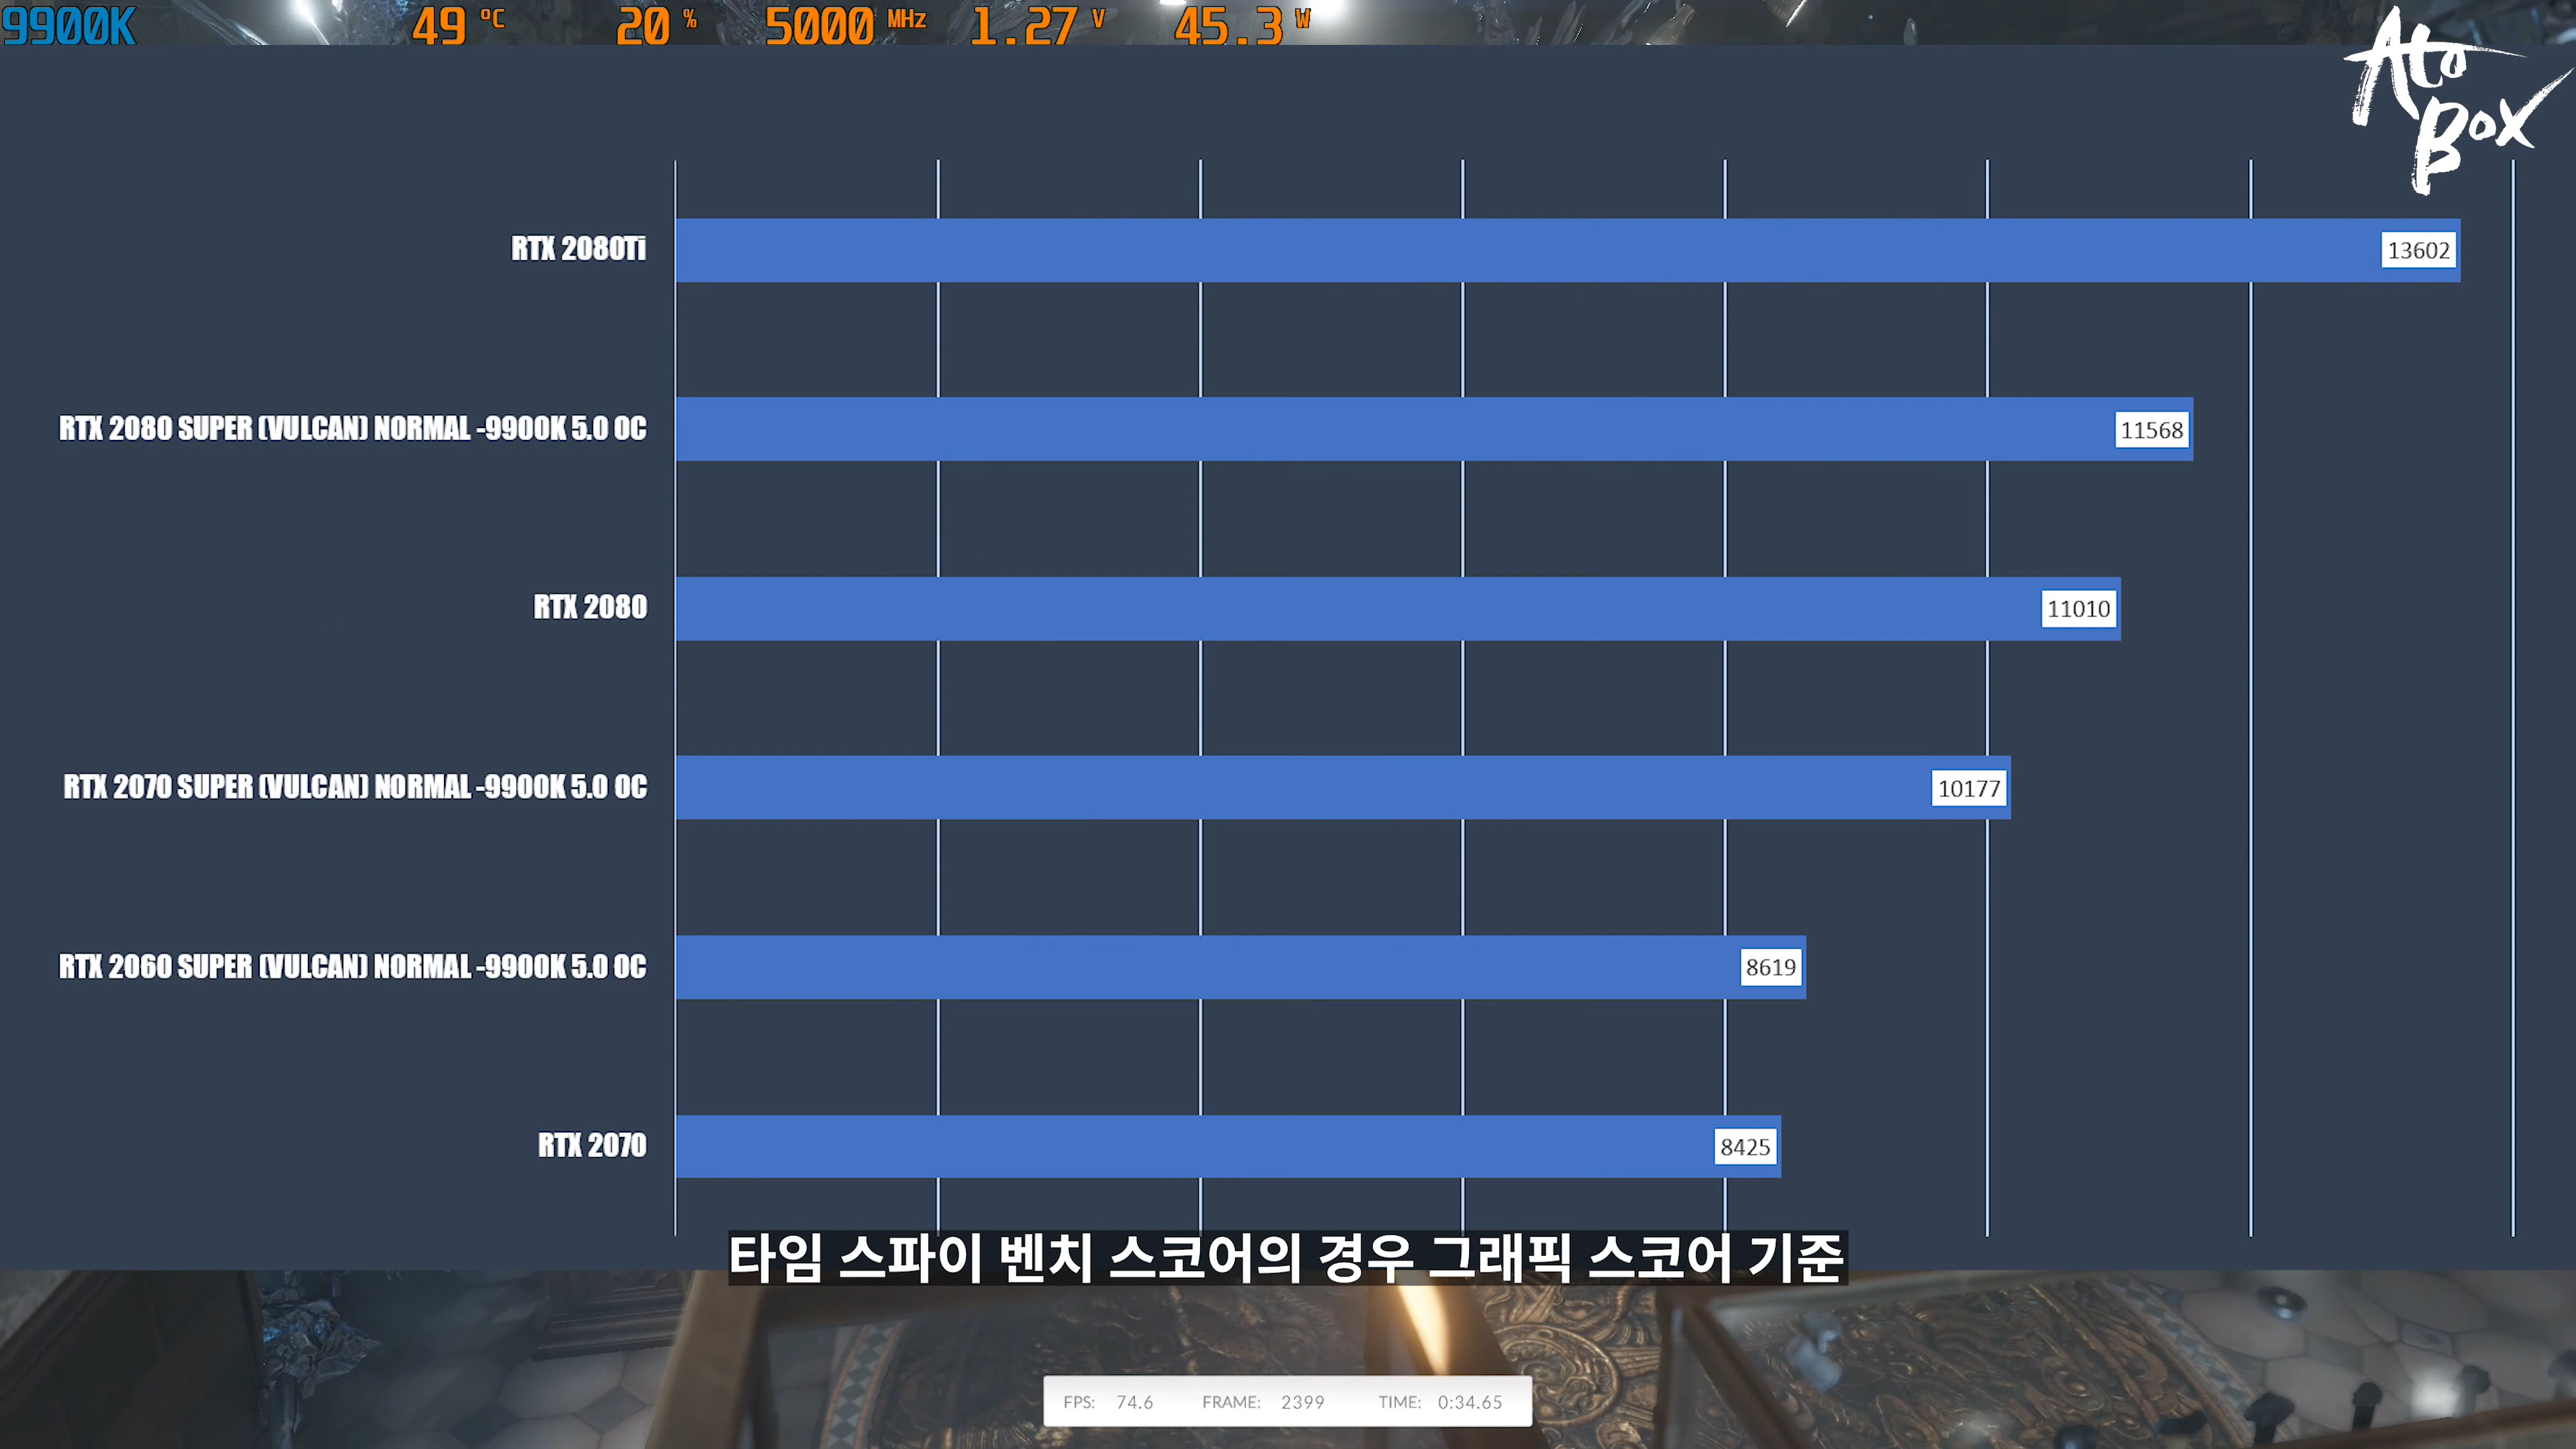 9900K 49 °C 20 % 5000 MHz 1.27 V 45.3 W
Ato
Box
RTX 2080Ti 13602
RTX 2080 SUPER (VULCAN) NORMAL -9900K 5.0 OC 11568
RTX 2080 11010
RTX 2070 SUPER (VULCAN) NORMAL -9900K 5.0 OC 10177
RTX 2060 SUPER (VULCAN) NORMAL -9900K 5.0 OC 8619
RTX 2070 8425
타임 스파이 벤치 스코어의 경우 그래픽 스코어 기준
FPS: 74.6 FRAME: 2399 TIME: 0:34.65